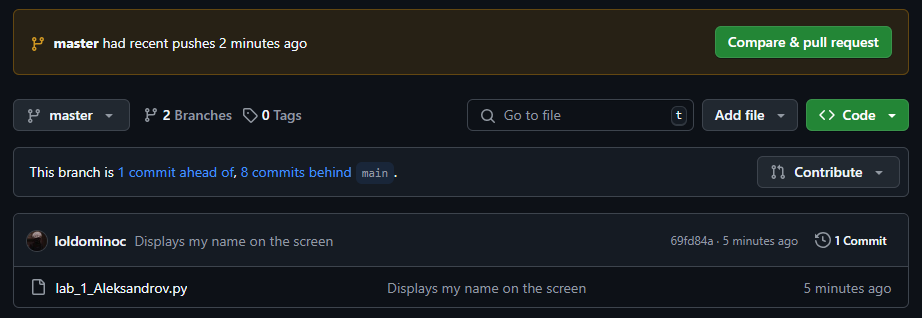 master had recent pushes 2 minutes ago Compare & pull request
master 2 Branches 0 Tags Go to file t Add file <> Code
This branch is 1 commit ahead of, 8 commits behind main . Contribute
loldominoc Displays my name on the screen 69fd84a · 5 minutes ago 1 Commit
lab_1_Aleksandrov.py Displays my name on the screen 5 minutes ago